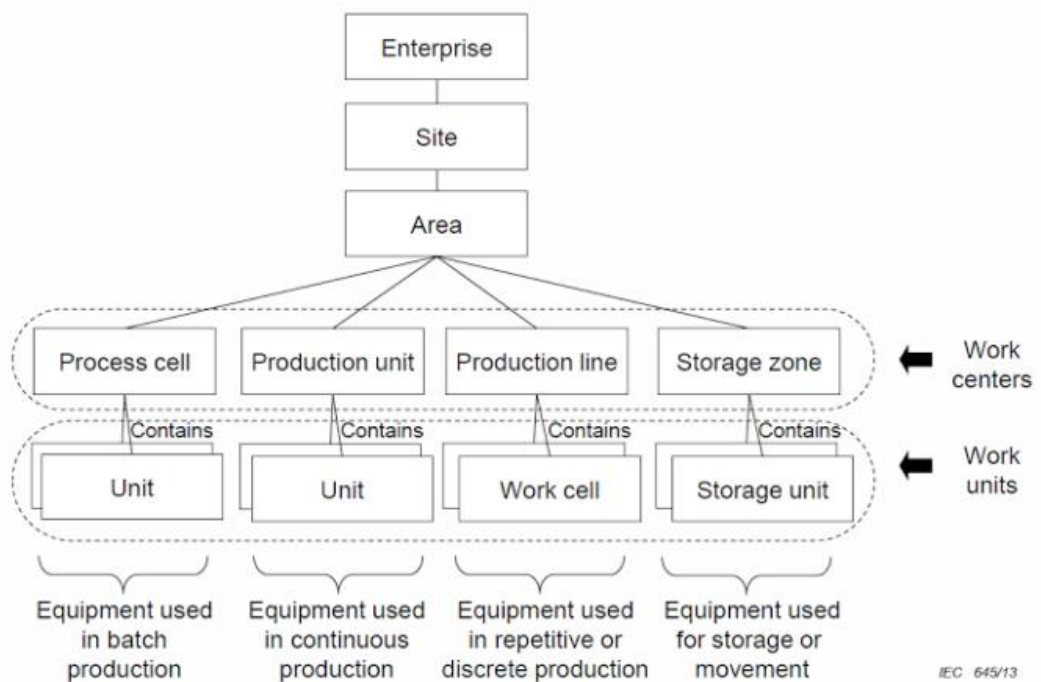 Enterprise
Site
Area
Process cell
Production unit
Production line
Storage zone
Work
centers
Contains
Contains
Contains
Contains
Unit
Unit
Work cell
Storage unit
Work
units
Equipment used
in batch
production
Equipment used
in continuous
production
Equipment used
in repetitive or
discrete production
Equipment used
for storage or
movement
IEC 645/13